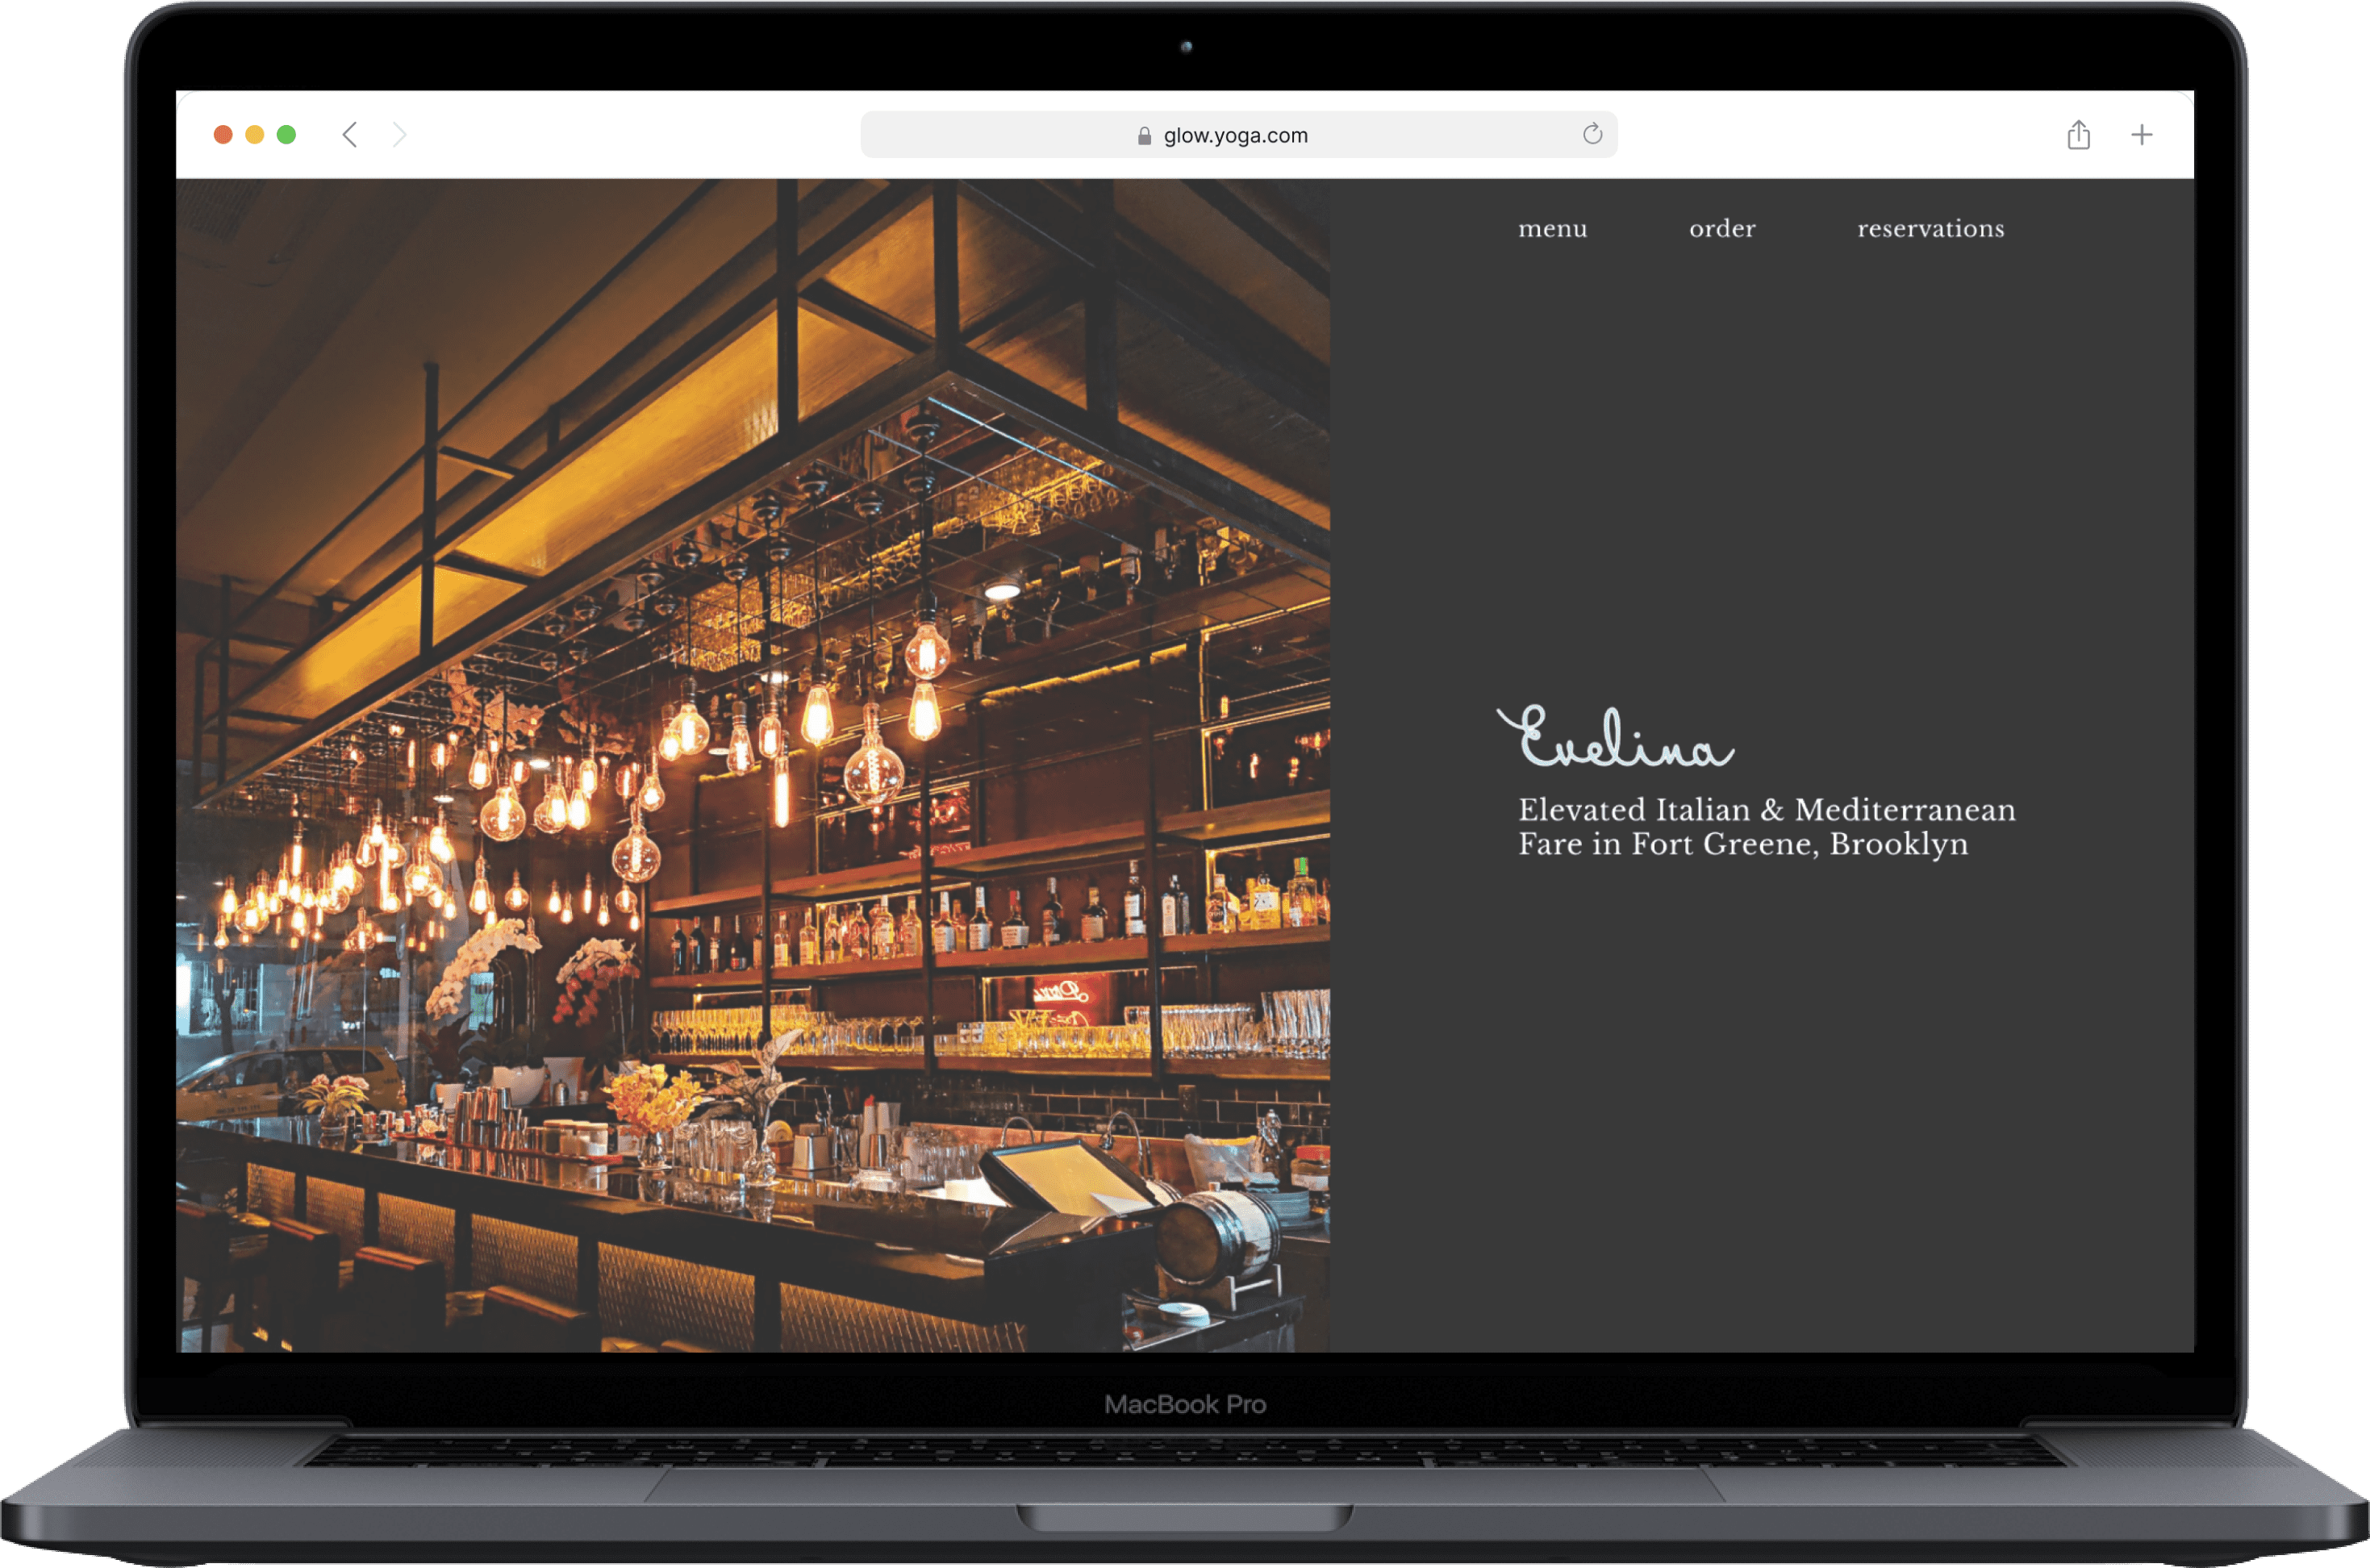 glow.yoga.com
menu order reservations
Evelina
Elevated Italian & Mediterranean
Fare in Fort Greene, Brooklyn
MacBook Pro